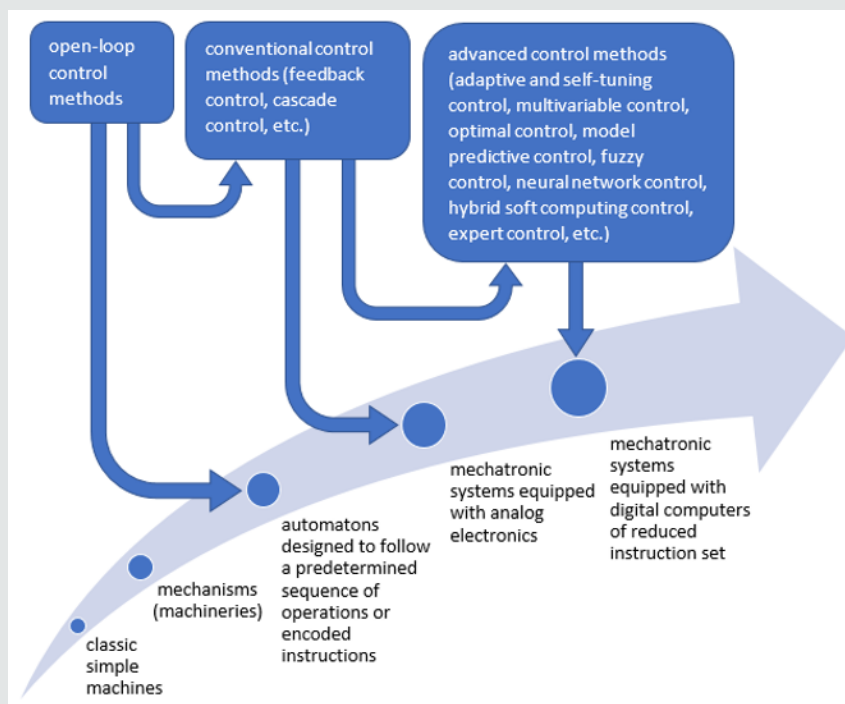 open-loop
control
methods
conventional control
methods (feedback
control, cascade
control, etc.)
advanced control methods
(adaptive and self-tuning
control, multivariable control,
optimal control, model
predictive control, fuzzy
control, neural network control,
hybrid soft computing control,
expert control, etc.)
classic
simple
machines
mechanisms
(machineries)
automatons
designed to follow
a predetermined
sequence of
operations or
encoded
instructions
mechatronic
systems equipped
with analog
electronics
mechatronic
systems
equipped with
digital computers
of reduced
instruction set